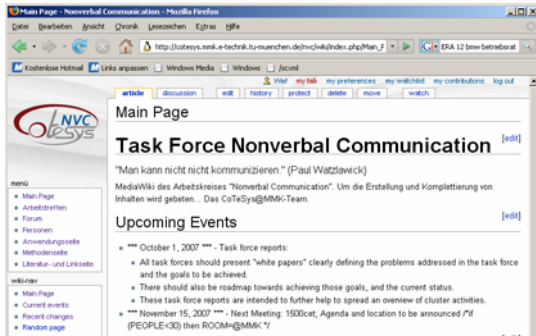 Main Page - Nonverbal Communication - Mozilla Firefox
Datei Bearbeiten Ansicht Chronik Lesezeichen Extras Hilfe
http://cotesys.mmk.e-technik.tu-muenchen.de/nvc/wiki/index.php/Main_P
ERA 12 bmw betriebsrat
Kostenlose Hotmail Links anpassen Windows Media Windows /scxml
Waf my talk my preferences my watchlist my contributions log out
article discussion edit history protect delete move watch
NVC
CoTeSys
Main Page
Task Force Nonverbal Communication [edit]
"Man kann nicht nicht kommunizieren." (Paul Watzlawick)
MediaWiki des Arbeitskreises "Nonverbal Communication". Um die Erstellung und Komplettierung von
Inhalten wird gebeten... Das CoTeSys@MMK-Team.
menü
Main Page
Arbeitstreffen
Forum
Personen
Anwendungsseite
Methodenseite
Literatur- und Linkseite
wiki-nav
Main Page
Current events
Recent changes
Random page
Upcoming Events [edit]
*** October 1, 2007 *** - Task force reports:
All task forces should present "white papers" clearly defining the problems addressed in the task force
and the goals to be achieved.
There should also be roadmap towards achieving those goals, and the current status.
These task force reports are intended to further help to spread an overview of cluster activities.
*** November 15, 2007 *** - Next Meeting: 1500cet; Agenda and location to be announced /*if
(PEOPLE<30) then ROOM=@MMK */